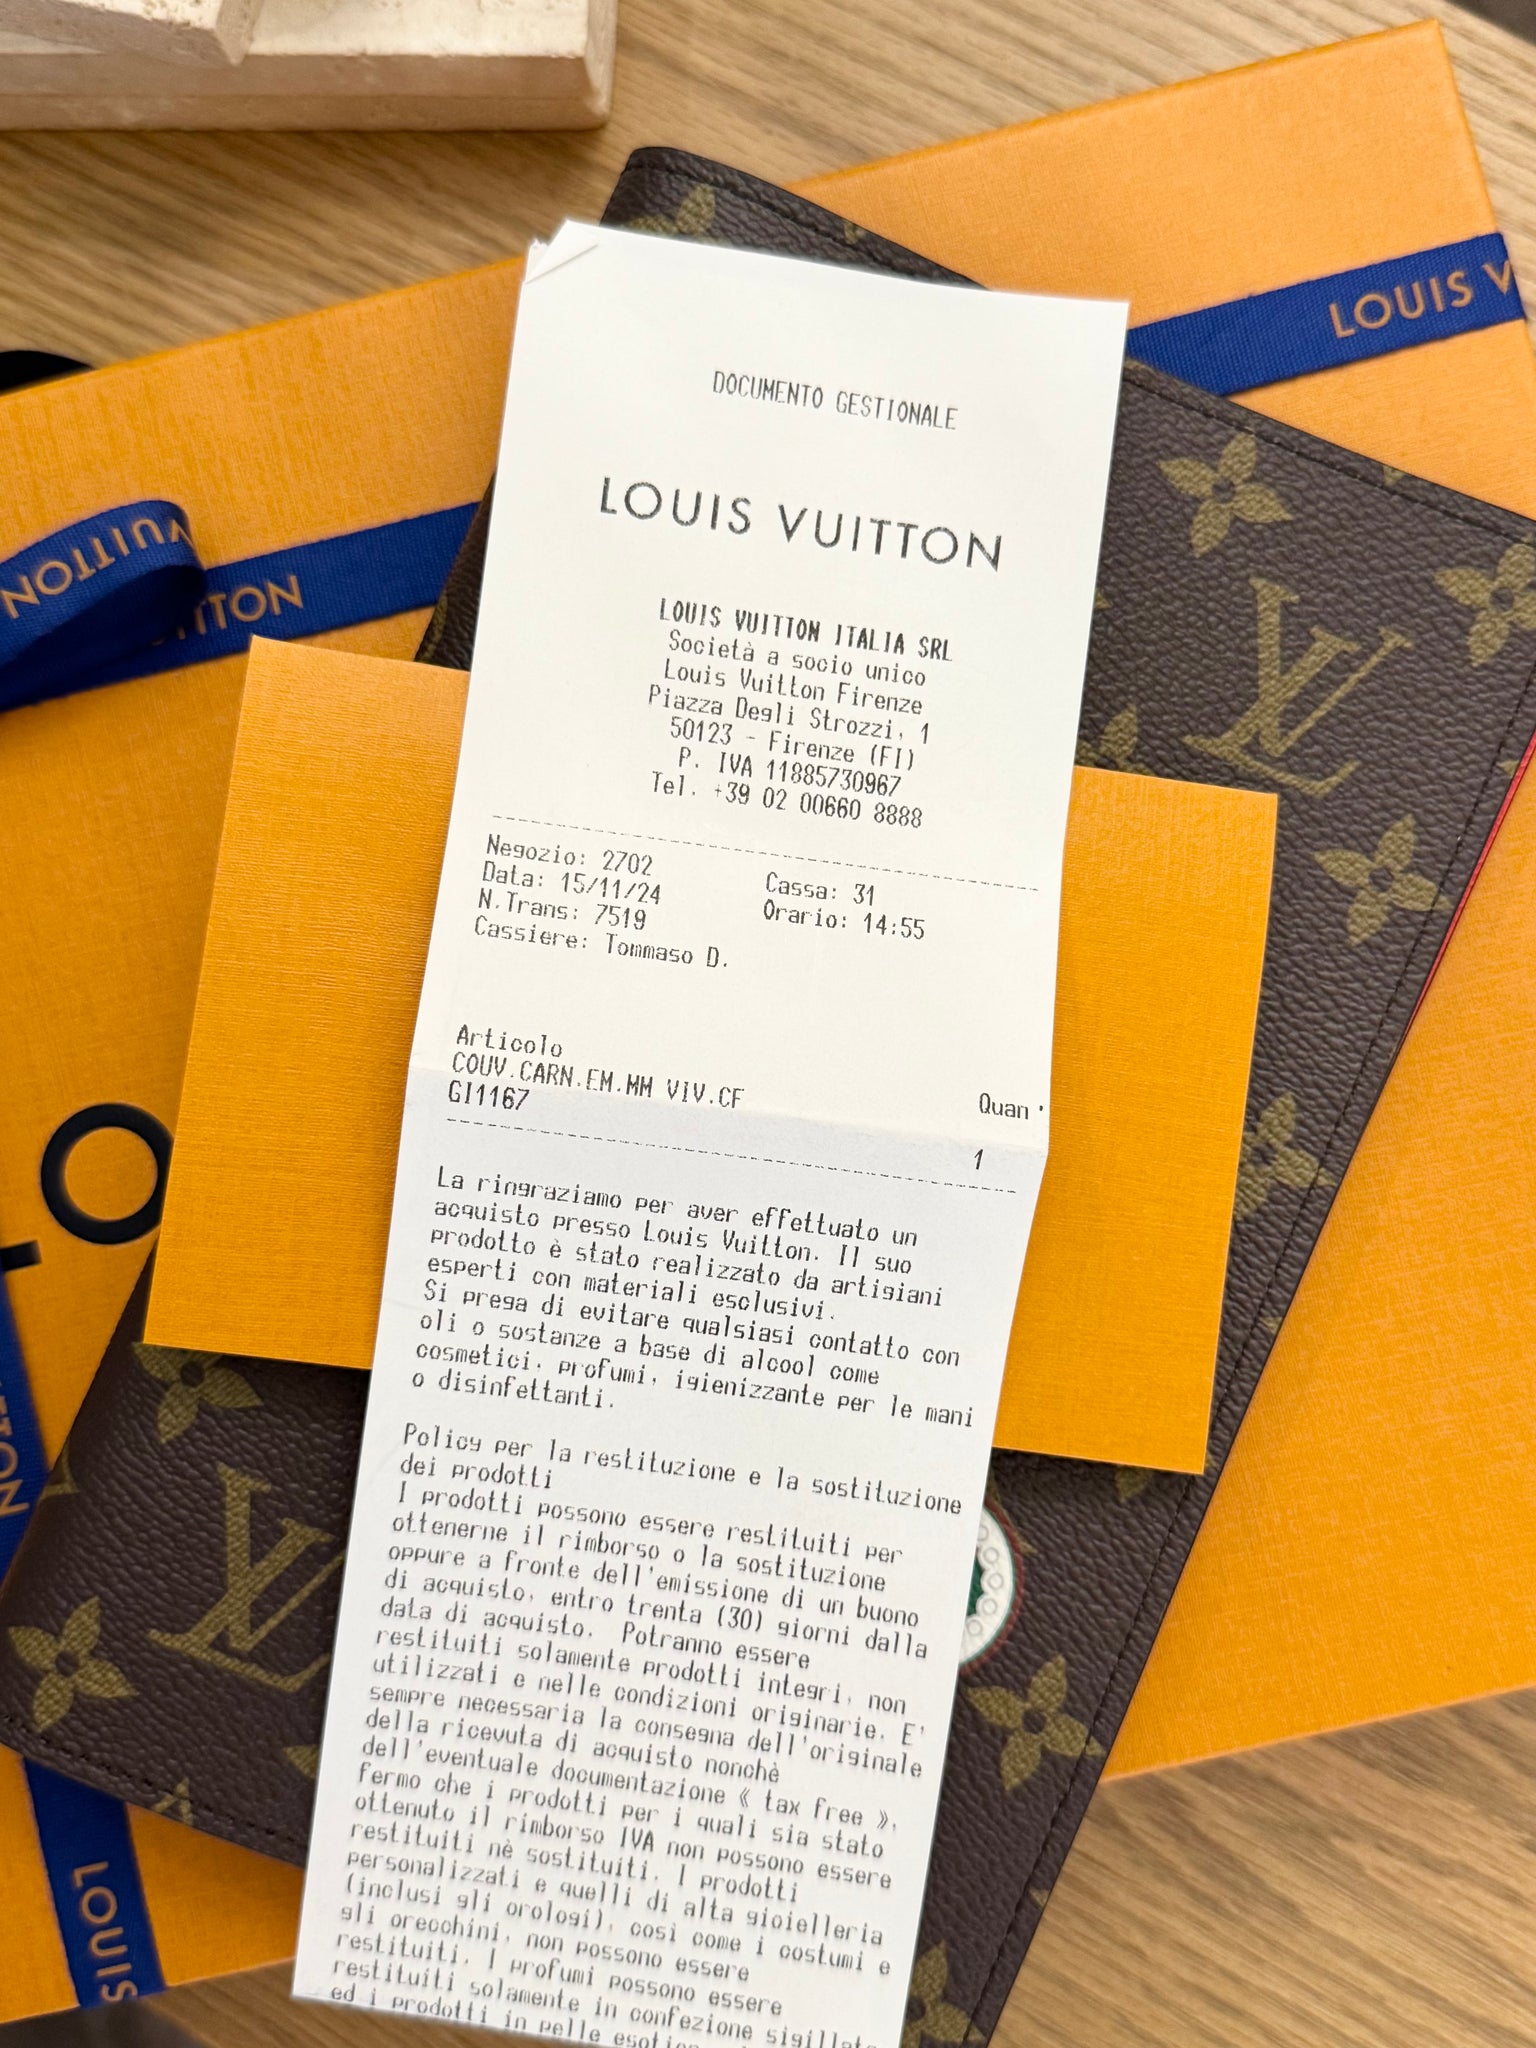 DOCUMENTO GESTIONALE
LOUIS VUITTON
LOUIS VUITTON ITALIA SRL
Società a socio unico
Louis Vuitton Firenze
Piazza Degli Strozzi, 1
50123 - Firenze (FI)
P. IVA 11885730967
Tel. +39 02 00660 8888
Negozio: 2702 Cassa: 31
Data: 15/11/24 Orario: 14:55
N.Trans: 7519
Cassiere: Tommaso D.
Articolo Quan
COUV.CARN.EM.MM VIV.CF
GI1167 1
La ringraziamo per aver effettuato un
acquisto presso Louis Vuitton. Il suo
prodotto è stato realizzato da artigiani
esperti con materiali esclusivi.
Si prega di evitare qualsiasi contatto con
oli o sostanze a base di alcool come
cosmetici, profumi, igienizzante per le mani
o disinfettanti.
Policy per la restituzione e la sostituzione
dei prodotti
I prodotti possono essere restituiti per
ottenerne il rimborso o la sostituzione
oppure a fronte dell'emissione di un buono
di acquisto, entro trenta (30) giorni dalla
data di acquisto. Potranno essere
restituiti solamente prodotti integri, non
utilizzati e nelle condizioni originarie. E'
sempre necessaria la consegna dell'originale
della ricevuta di acquisto nonchè
dell'eventuale documentazione « tax free »,
fermo che i prodotti per i quali sia stato
ottenuto il rimborso IVA non possono essere
restituiti nè sostituiti. I prodotti
personalizzati e quelli di alta gioielleria
(inclusi gli orologi), così come i costumi e
gli orecchini, non possono essere
restituiti. I profumi possono essere
restituiti solamente in confezione
ed i prodotti in pelle
LOUIS V
VUITTON
UITTON
LOUIS
LV
LV